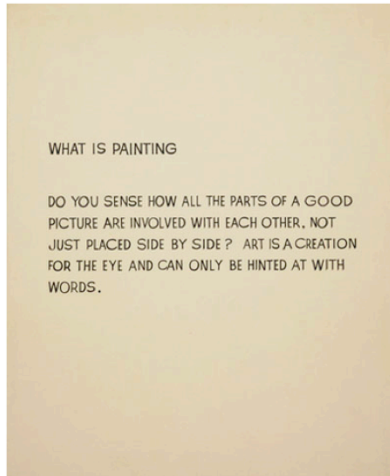 WHAT IS PAINTING
DO YOU SENSE HOW ALL THE PARTS OF A GOOD
PICTURE ARE INVOLVED WITH EACH OTHER, NOT
JUST PLACED SIDE BY SIDE? ART IS A CREATION
FOR THE EYE AND CAN ONLY BE HINTED AT WITH
WORDS.